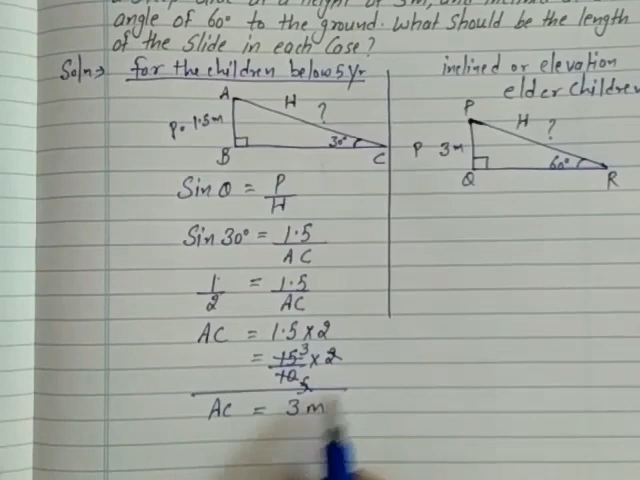 angle of 60° to the ground. What should be the length
of the slide in each Case?
Soln⇒ for the children below 5 yr
inclined or elevation
elder children
A
H
?
P = 1.5m
30°
B
C
P
H
?
P 3m
60°
Q
R
Sin θ = P/H
Sin 30° = 1.5/AC
1/2 = 1.5/AC
AC = 1.5 × 2
= 15 3/10 5 × 2
AC = 3 m